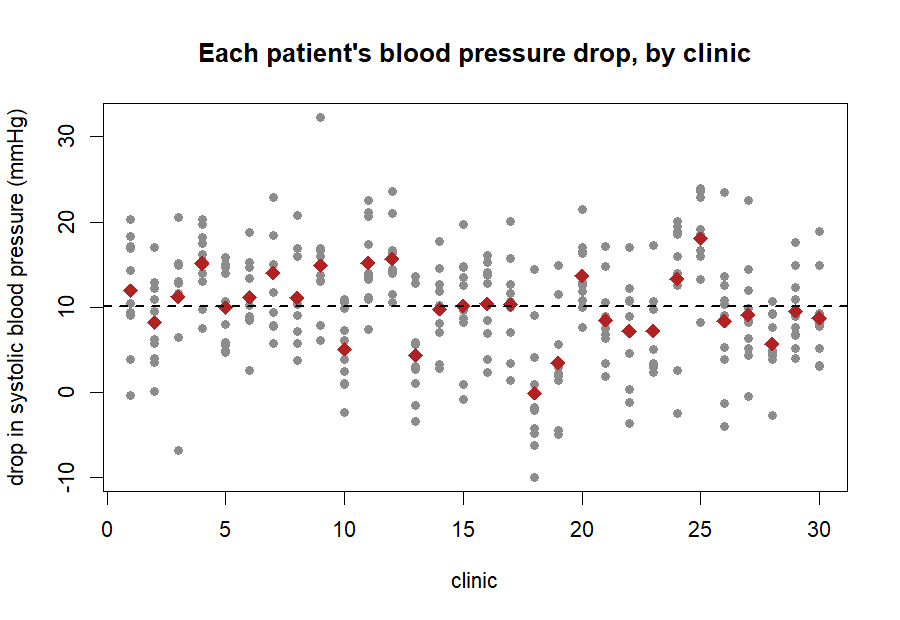 Each patient's blood pressure drop, by clinic
drop in systolic blood pressure (mmHg)
30
20
10
0
-10
0 5 10 15 20 25 30
clinic